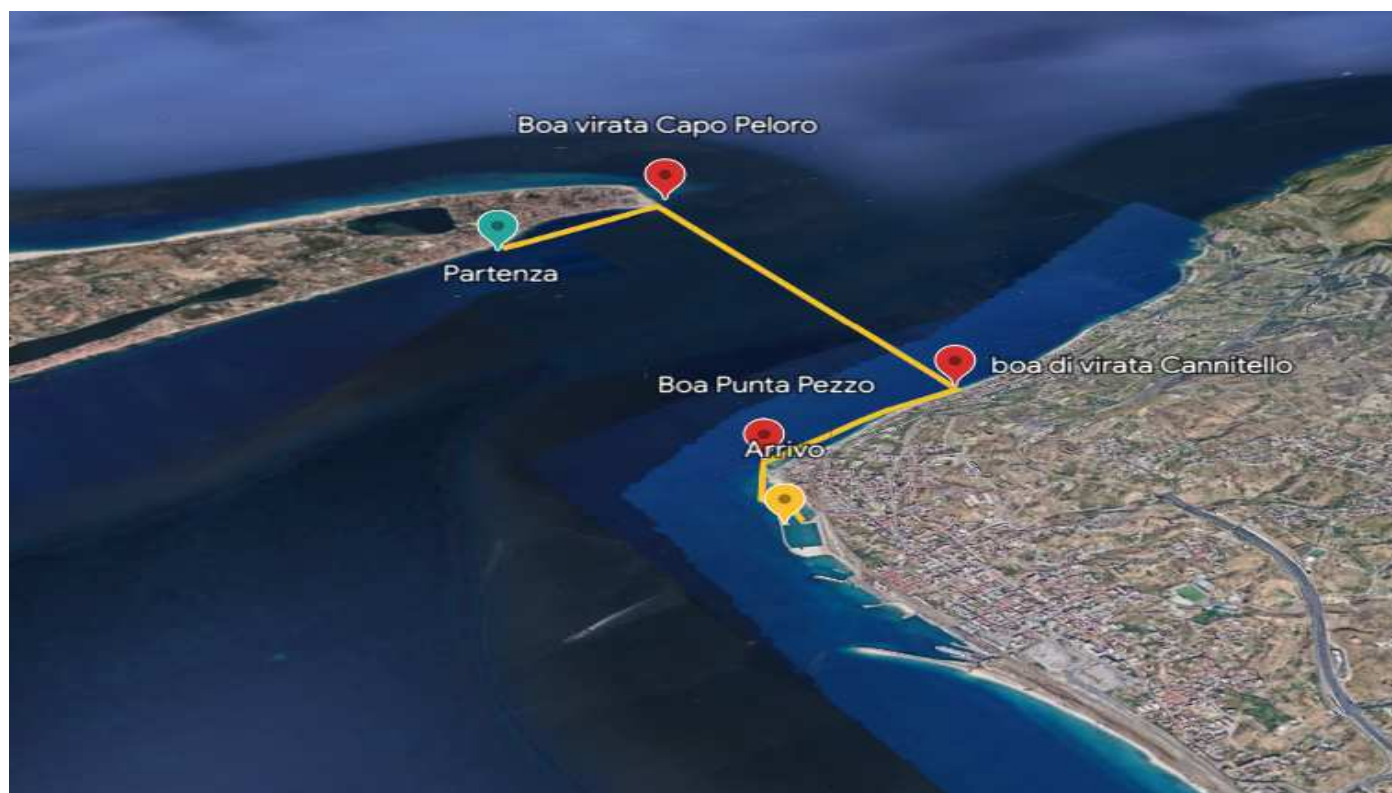 Boa virata Capo Peloro
Partenza
boa di virata Cannitello
Boa Punta Pezzo
Arrivo